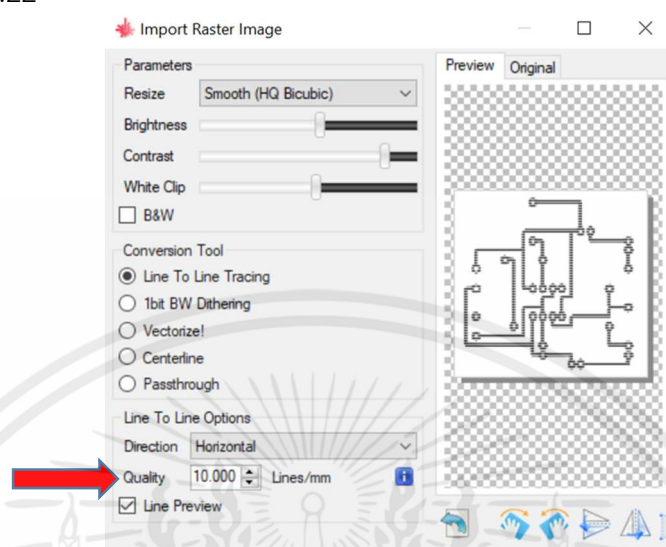 Import Raster Image
Parameters
Resize Smooth (HQ Bicubic)
Brightness
Contrast
White Clip
B&W
Conversion Tool
Line To Line Tracing
1bit BW Dithering
Vectorize!
Centerline
Passthrough
Line To Line Options
Direction Horizontal
Quality 10.000 Lines/mm
Line Preview
Preview Original